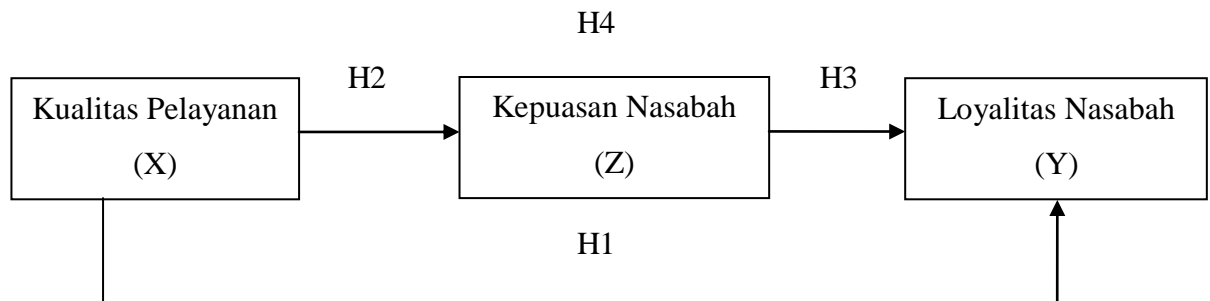 H4
H2
H3
Kualitas Pelayanan
(X)
Kepuasan Nasabah
(Z)
Loyalitas Nasabah
(Y)
H1